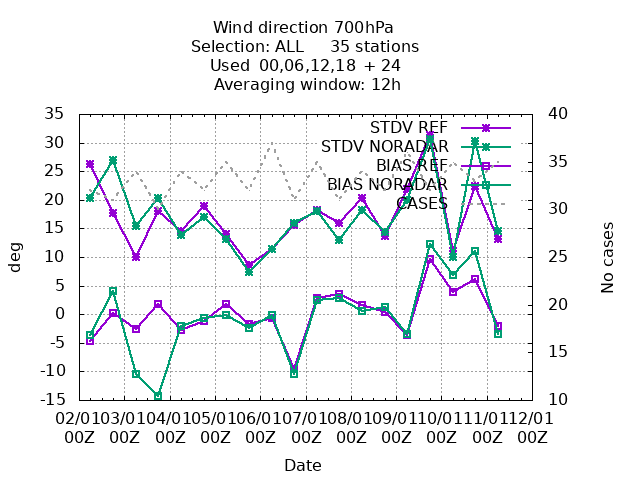 Wind direction 700hPa
Selection: ALL 35 stations
Used 00,06,12,18 + 24
Averaging window: 12h
35 40
STDV REF
30
STDV NORADAR
35
25 BIAS REF
20 BIAS NORADAR
CASES 30
15
10 25
5
0 20
-5
-10 15
-15 10
deg
No cases
02/01 03/01 04/01 05/01 06/01 07/01 08/01 09/01 10/01 11/01 12/01
00Z 00Z 00Z 00Z 00Z 00Z 00Z 00Z 00Z 00Z 00Z
Date